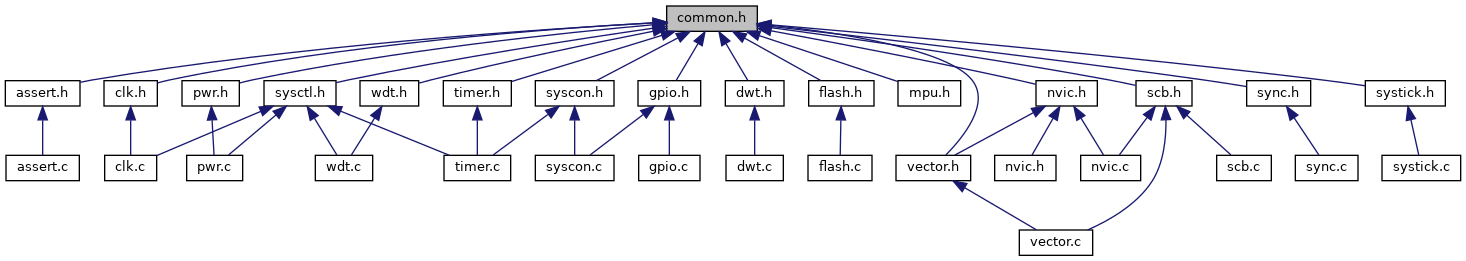 common.h
assert.h
clk.h
pwr.h
sysctl.h
wdt.h
timer.h
syscon.h
gpio.h
dwt.h
flash.h
mpu.h
nvic.h
scb.h
sync.h
systick.h
assert.c
clk.c
pwr.c
wdt.c
timer.c
syscon.c
gpio.c
dwt.c
flash.c
vector.h
nvic.h
nvic.c
scb.c
sync.c
systick.c
vector.c